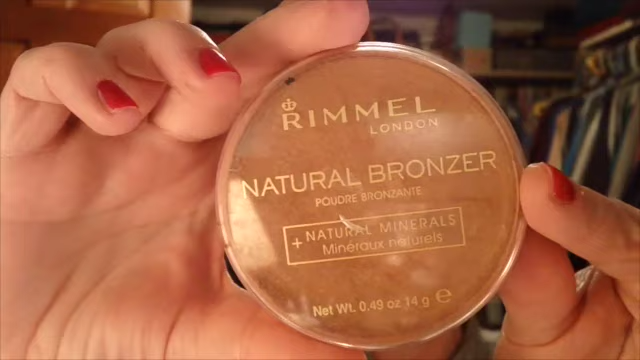 RIMMEL
LONDON
NATURAL BRONZER
POUDRE BRONZANTE
+ NATURAL MINERALS
Minéraux naturels
Net Wt. 0.49 oz 14 g e